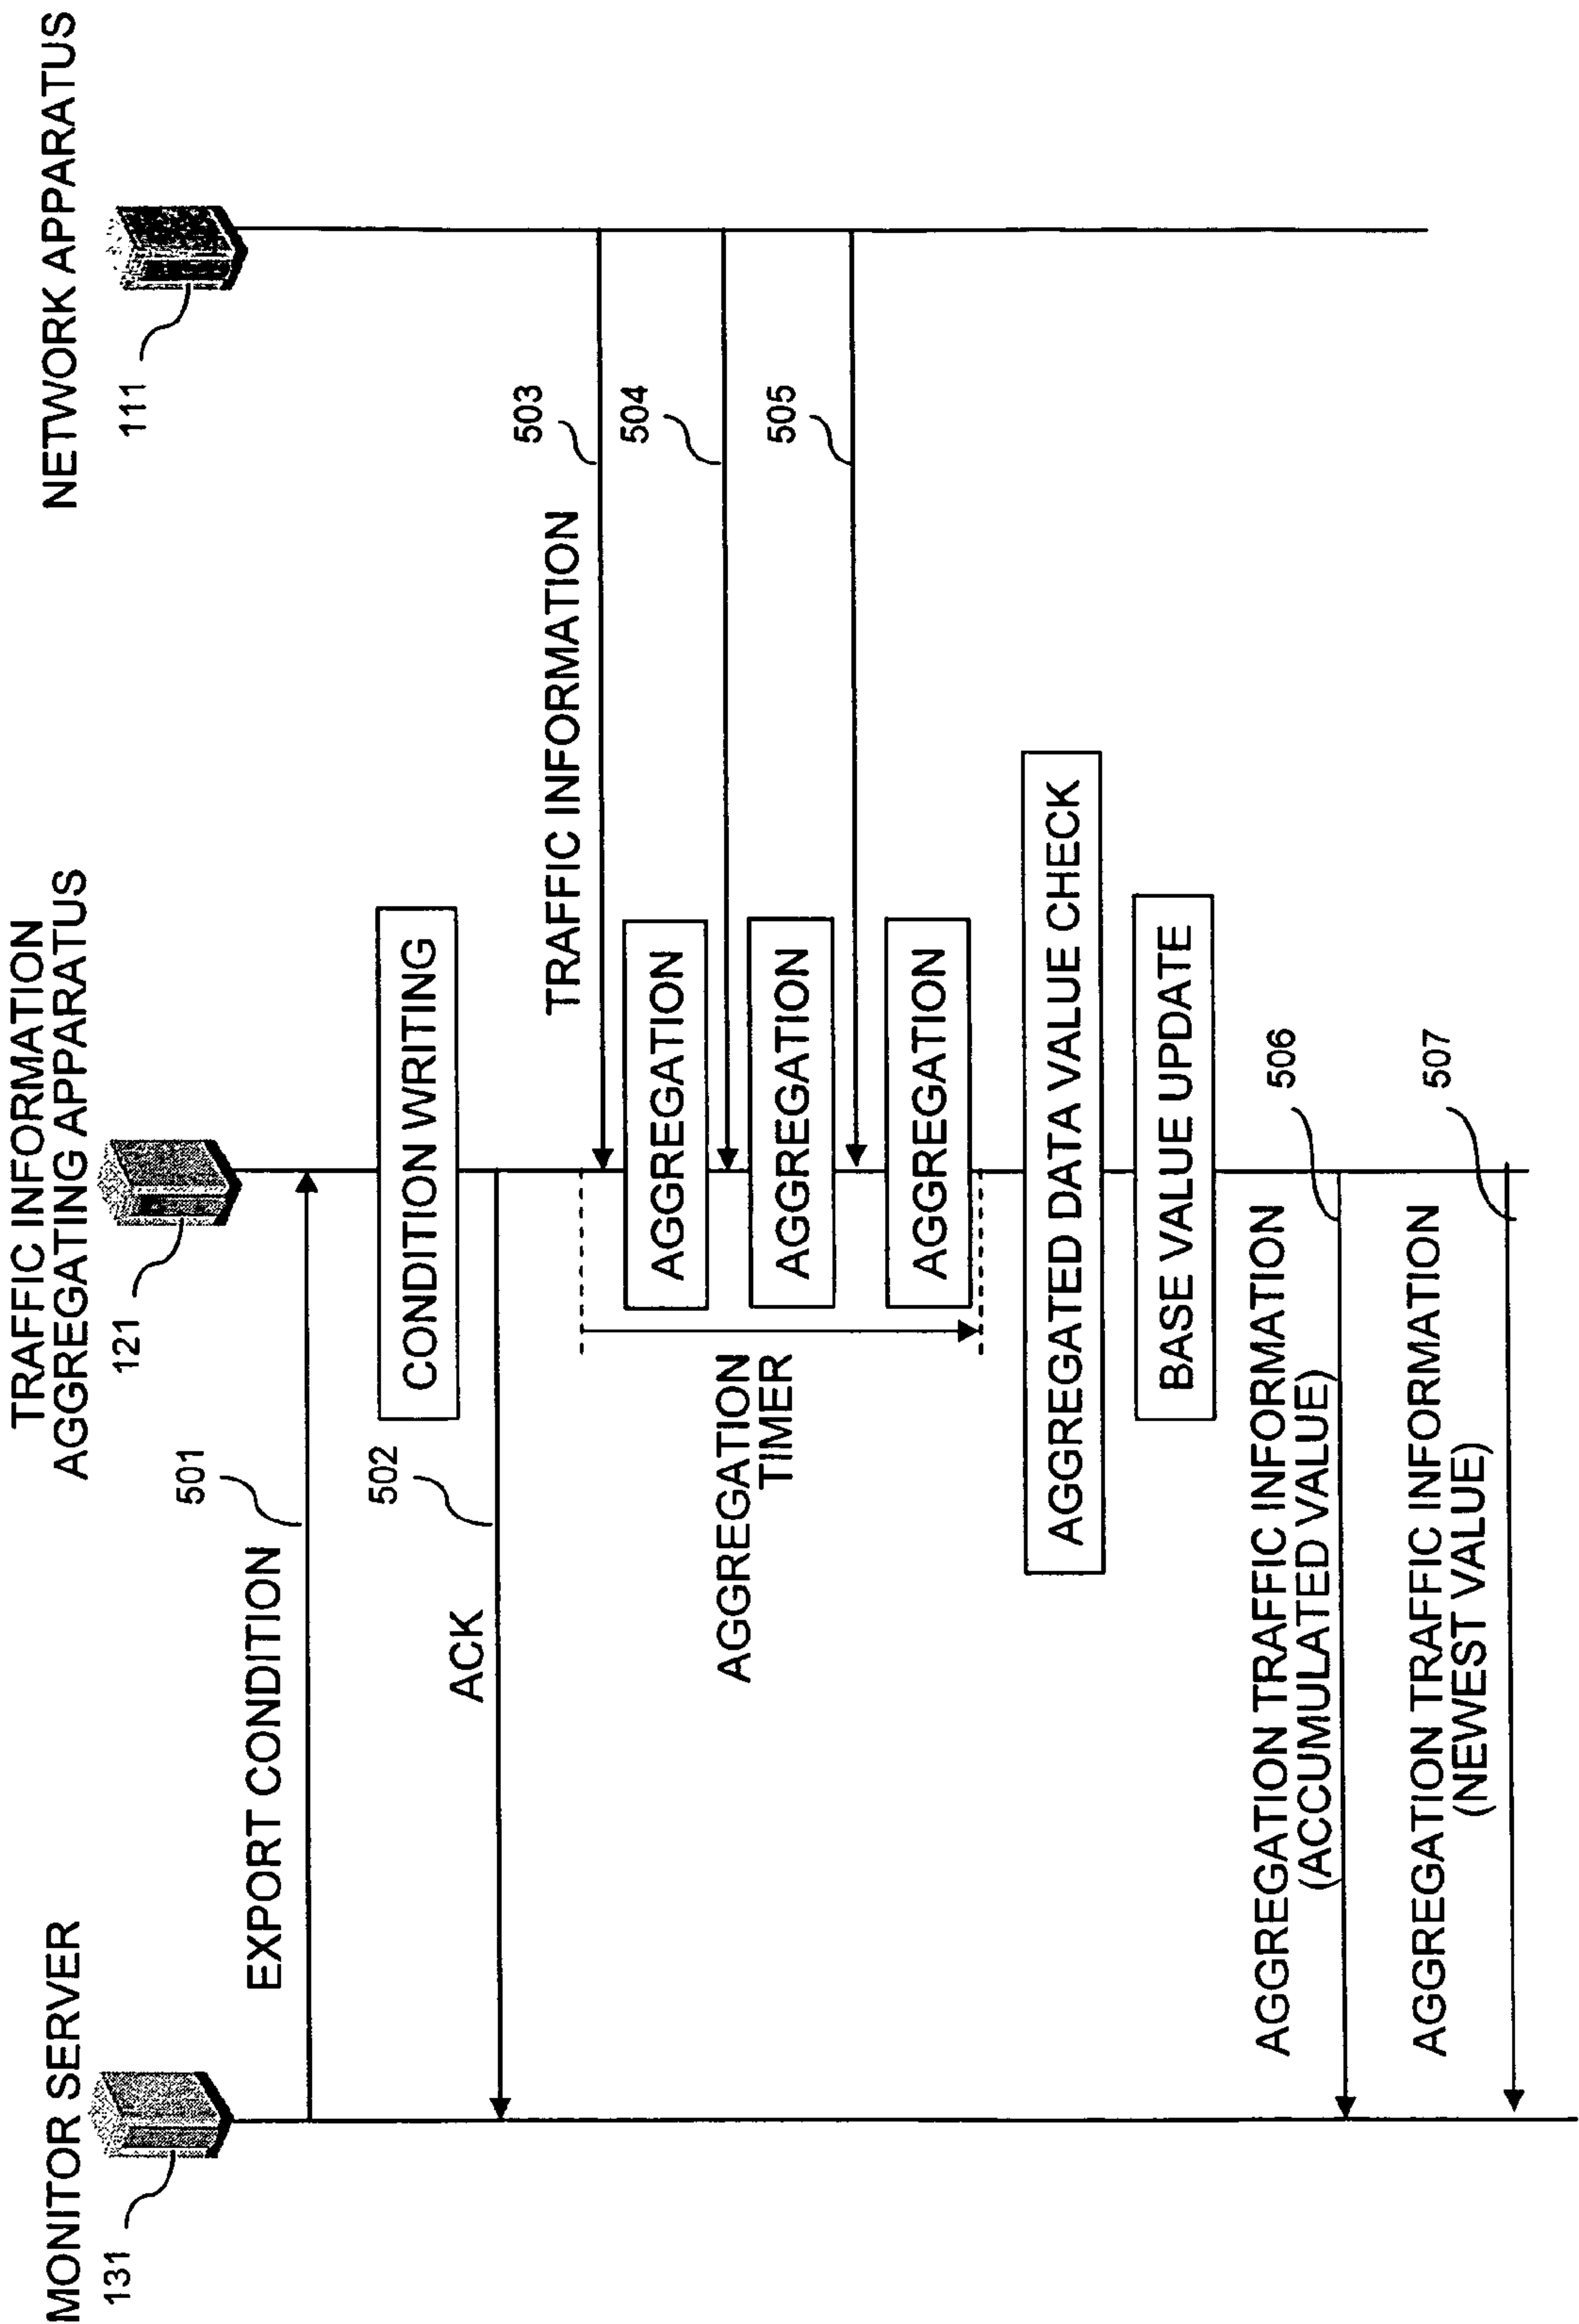 MONITOR SERVER
131
TRAFFIC INFORMATION
AGGREGATING APPARATUS
121
NETWORK APPARATUS
111
EXPORT CONDITION
501
CONDITION WRITING
ACK
502
TRAFFIC INFORMATION
503
AGGREGATION
504
AGGREGATION
505
AGGREGATION
AGGREGATION
TIMER
AGGREGATED DATA VALUE CHECK
BASE VALUE UPDATE
AGGREGATION TRAFFIC INFORMATION
(ACCUMULATED VALUE)
506
AGGREGATION TRAFFIC INFORMATION
(NEWEST VALUE)
507